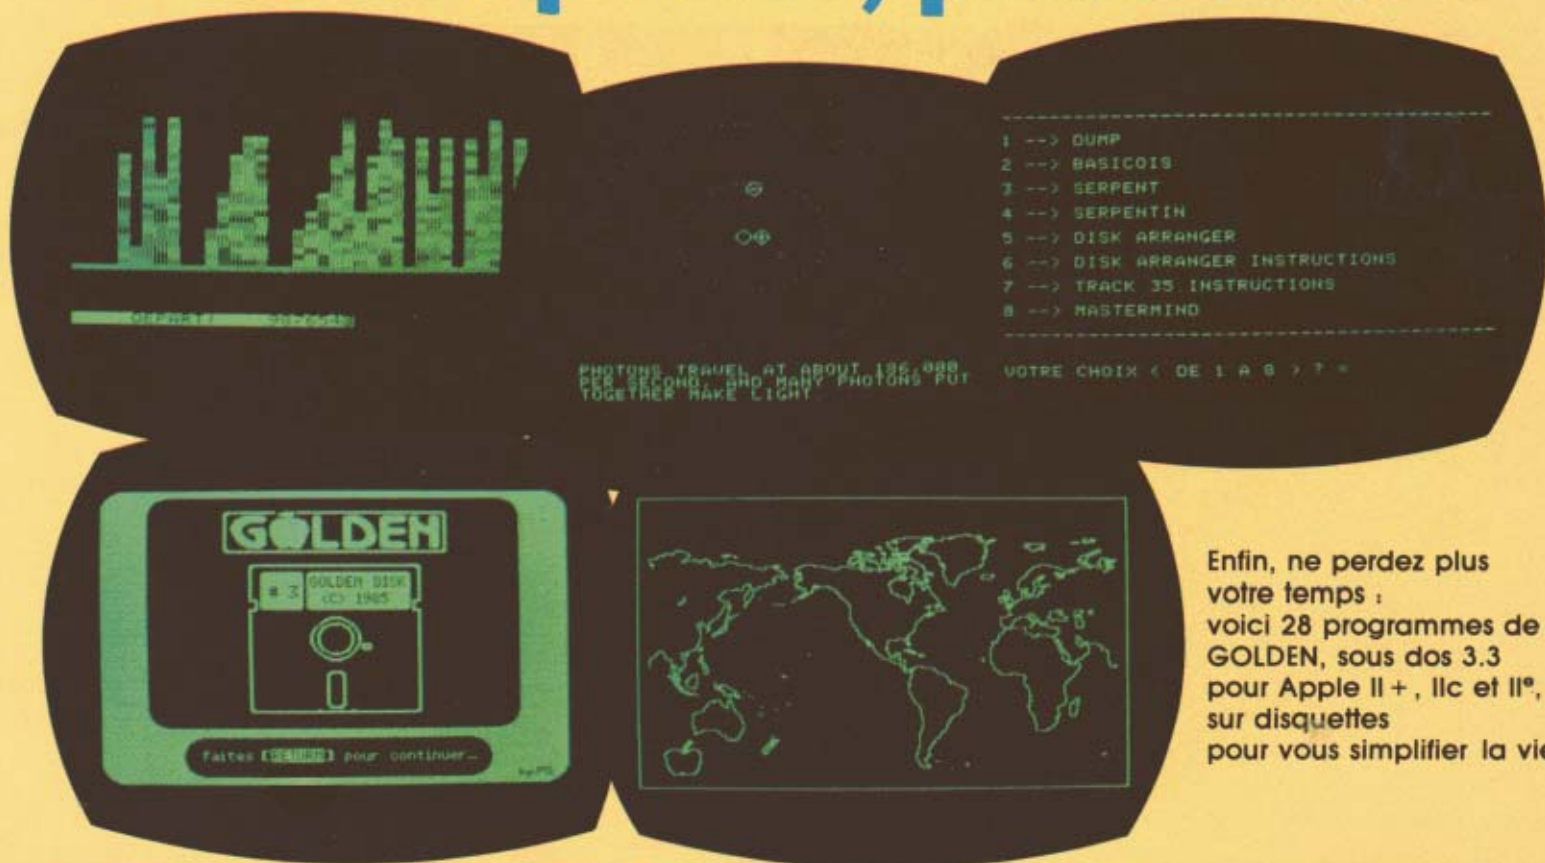 DEPART! 9876543
PHOTONS TRAVEL AT ABOUT 186,000
PER SECOND, AND MANY PHOTONS PUT
TOGETHER MAKE LIGHT
1 --> DUMP
2 --> BASICOIS
3 --> SERPENT
4 --> SERPENTIN
5 --> DISK ARRANGER
6 --> DISK ARRANGER INSTRUCTIONS
7 --> TRACK 35 INSTRUCTIONS
8 --> MASTERMIND
VOTRE CHOIX < DE 1 A 8 > ?
GOLDEN
# 3 GOLDEN DISK
(C) 1985
faites [RETURN] pour continuer...
Enfin, ne perdez plus
votre temps :
voici 28 programmes de
GOLDEN, sous dos 3.3
pour Apple II +, IIc et IIe,
sur disquettes
pour vous simplifier la vie